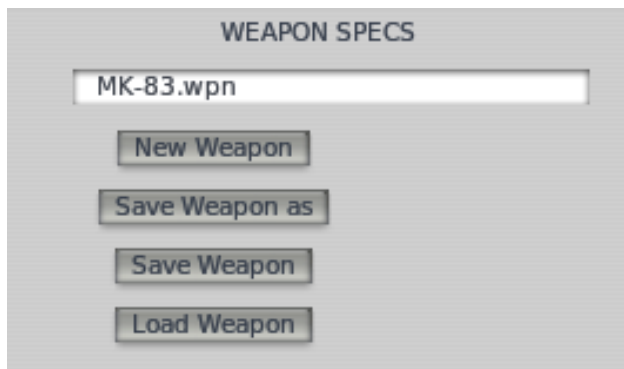 WEAPON SPECS
MK-83.wpn
New Weapon
Save Weapon as
Save Weapon
Load Weapon